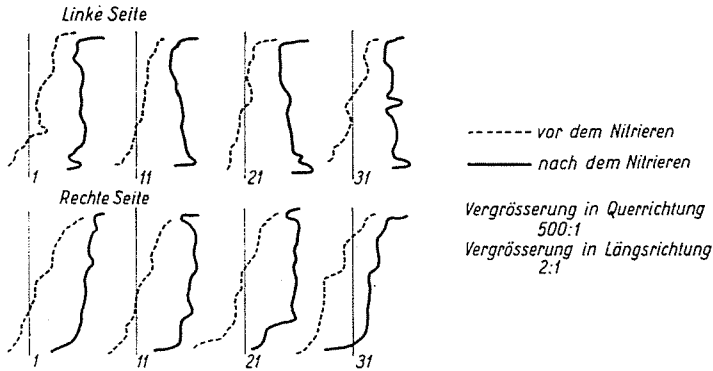 Linke Seite
1 11 21 31
Rechte Seite
1 11 21 31
vor dem Nitrieren
nach dem Nitrieren
Vergrösserung in Querrichtung
500:1
Vergrösserung in Längsrichtung
2:1